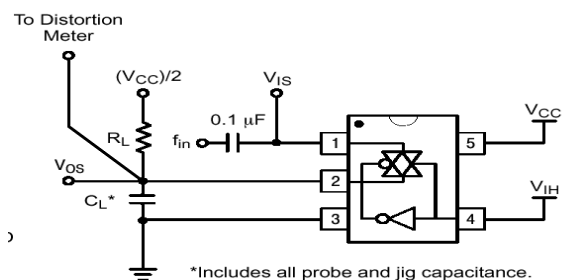 To Distortion
Meter
(VCC)/2
VIS
0.1 µF
RL
fin
VCC
1
5
VOS
2
CL*
VIH
3
4
*Includes all probe and jig capacitance.